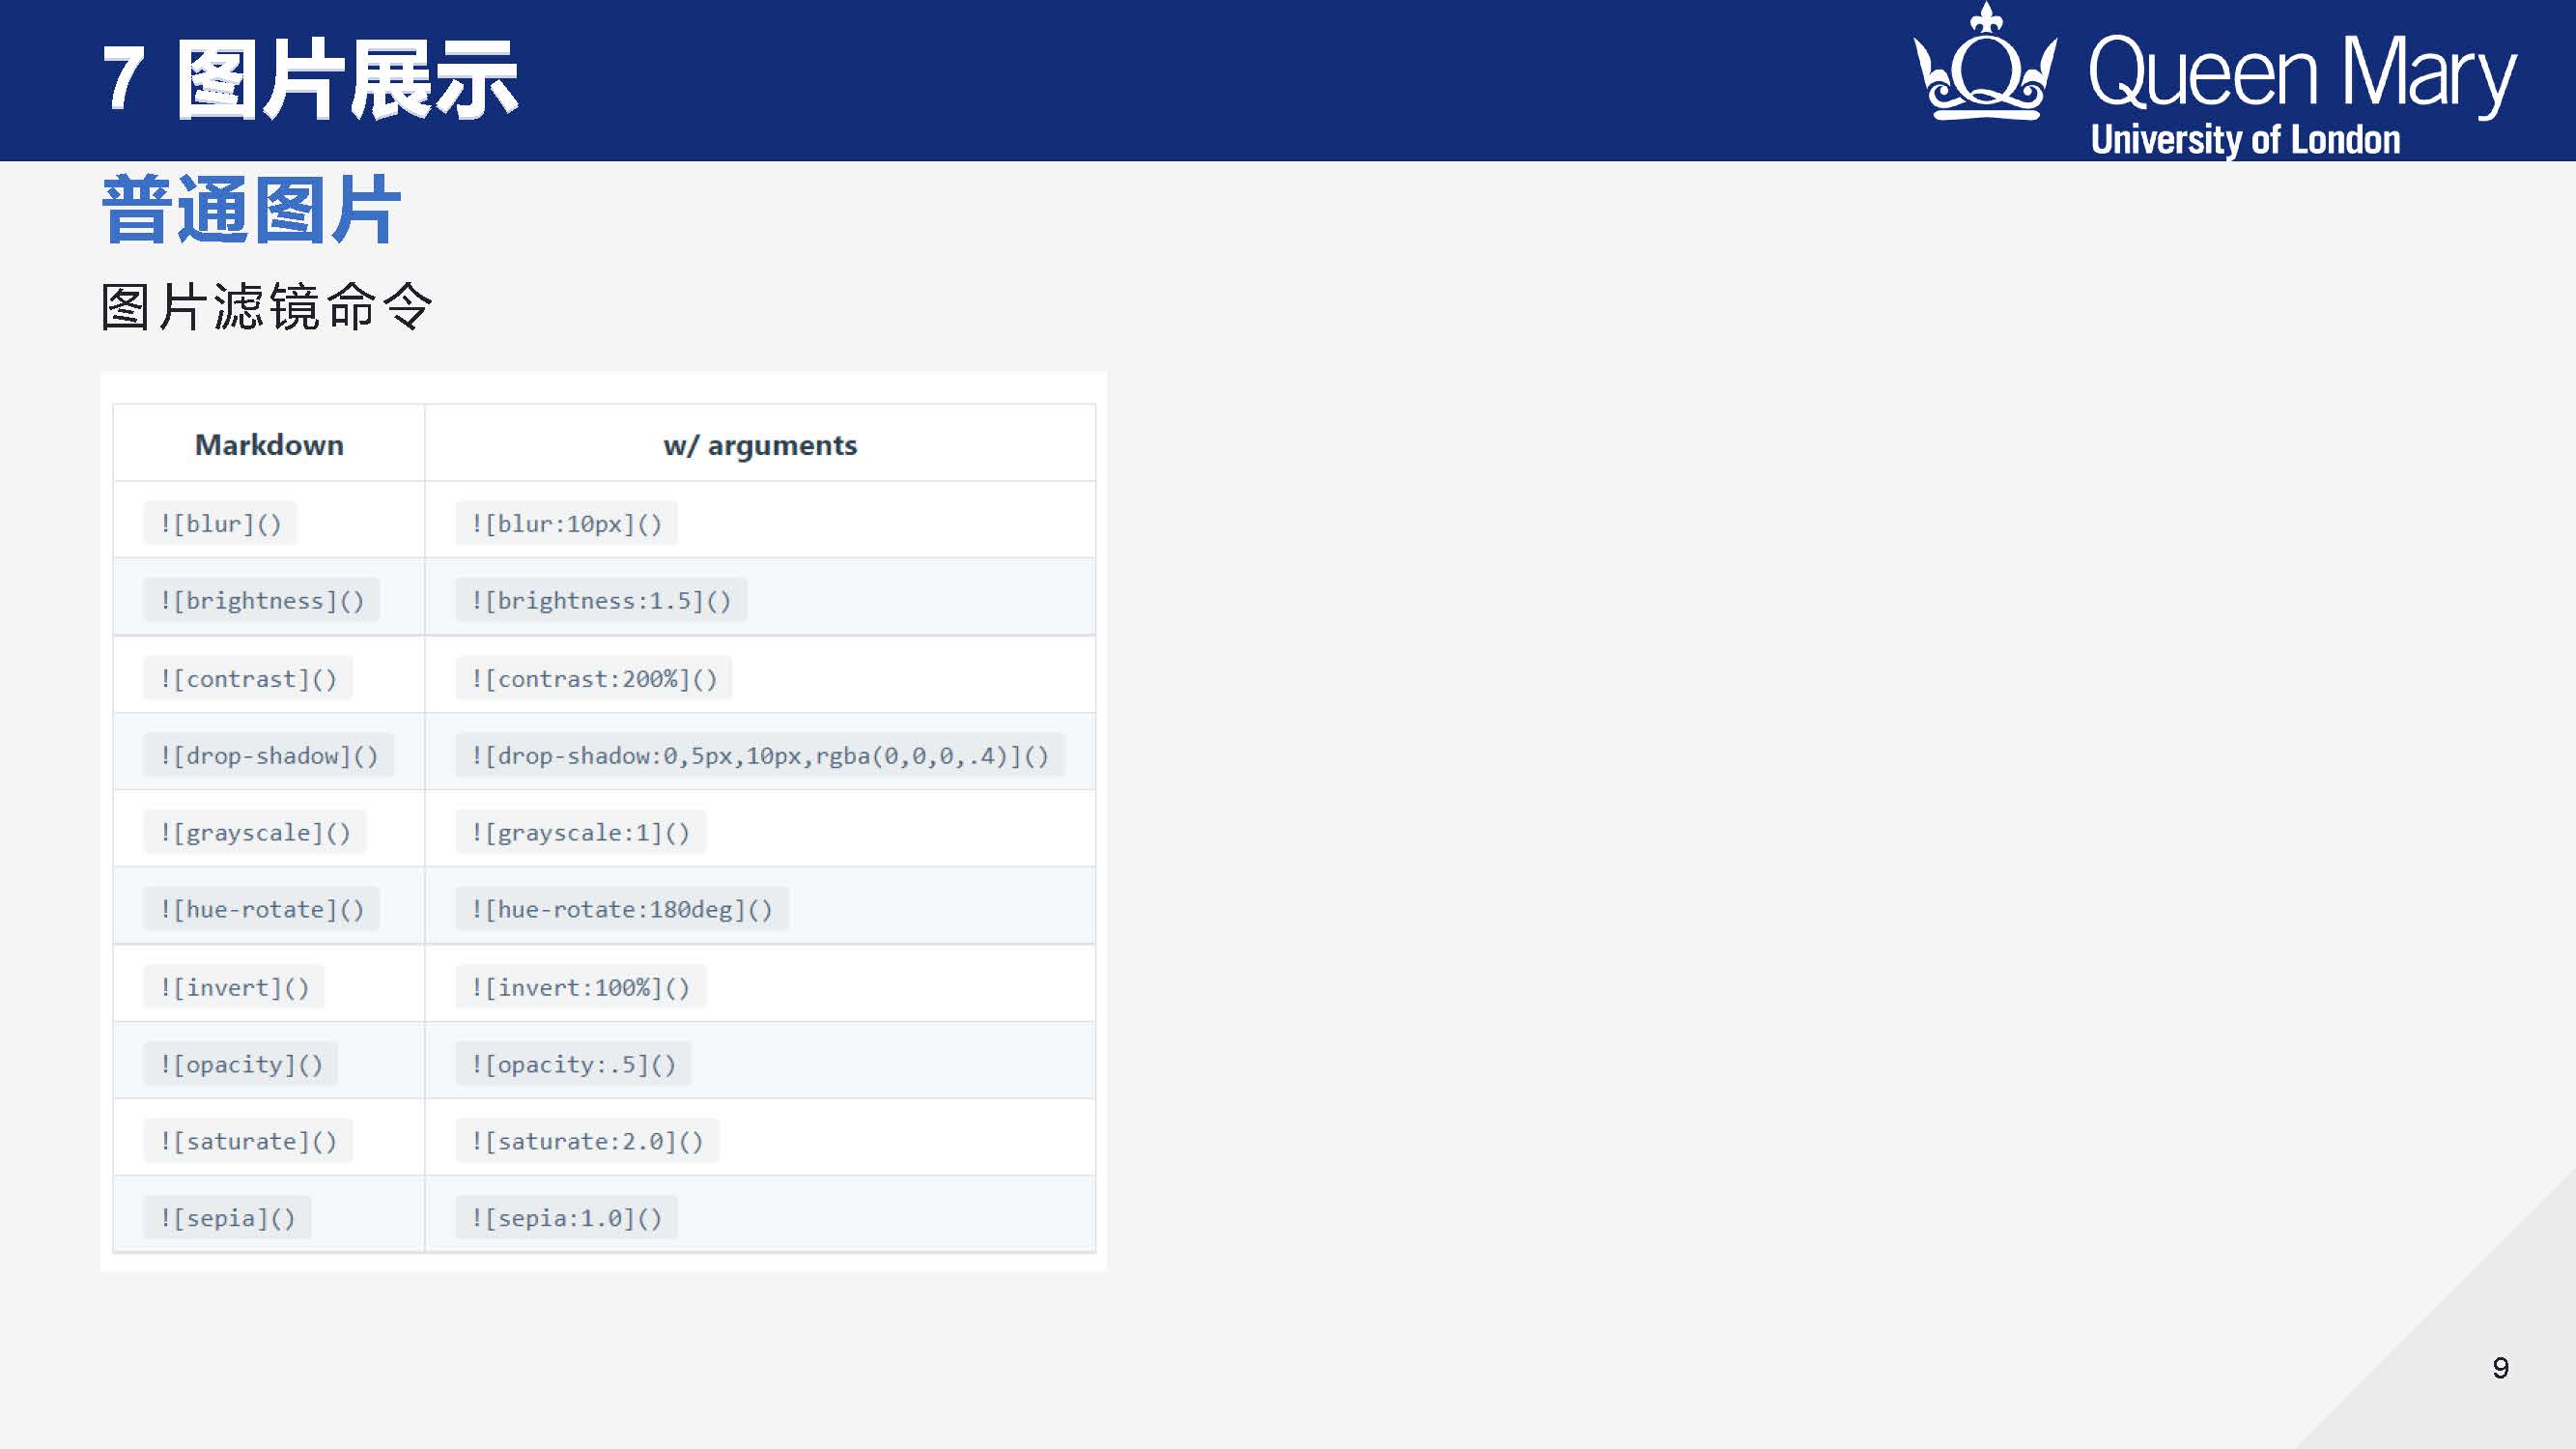 7 图片展示
Queen Mary
University of London
普通图片
图片滤镜命令
Markdown w/ arguments
![blur]() ![blur:10px]()
![brightness]() ![brightness:1.5]()
![contrast]() ![contrast:200%]()
![drop-shadow]() ![drop-shadow:0,5px,10px,rgba(0,0,0,.4)]()
![grayscale]() ![grayscale:1]()
![hue-rotate]() ![hue-rotate:180deg]()
![invert]() ![invert:100%]()
![opacity]() ![opacity:.5]()
![saturate]() ![saturate:2.0]()
![sepia]() ![sepia:1.0]()
9